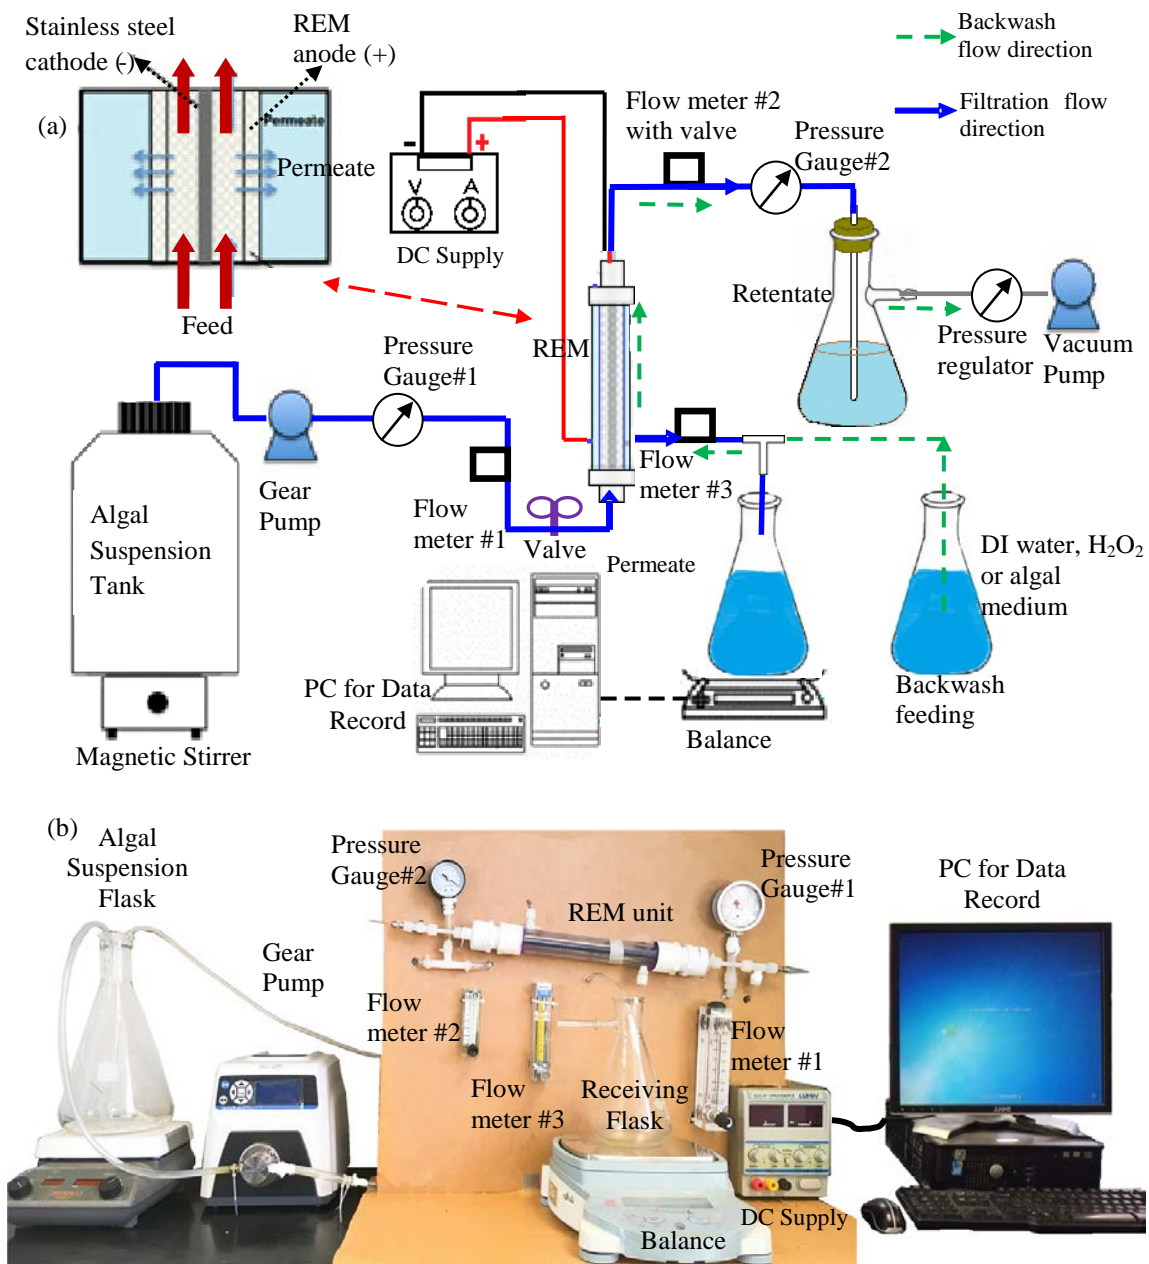 Stainless steel
cathode (-)
REM
anode (+)
Backwash
flow direction
Filtration flow
direction
(a)
Permeate
Permeate
Feed
-
+
V
A
DC Supply
Flow meter #2
with valve
Pressure
Gauge#2
Retentate
Pressure
regulator
Vacuum
Pump
REM
Pressure
Gauge#1
Gear
Pump
Flow
meter #1
Valve
Flow
meter #3
Algal
Suspension
Tank
Magnetic Stirrer
Permeate
DI water, H₂O₂
or algal
medium
PC for Data
Record
Balance
Backwash
feeding
(b)
Algal
Suspension
Flask
Pressure
Gauge#2
Pressure
Gauge#1
PC for Data
Record
REM unit
Gear
Pump
Flow
meter #2
Flow
meter #3
Flow
meter #1
Receiving
Flask
DC Supply
Balance